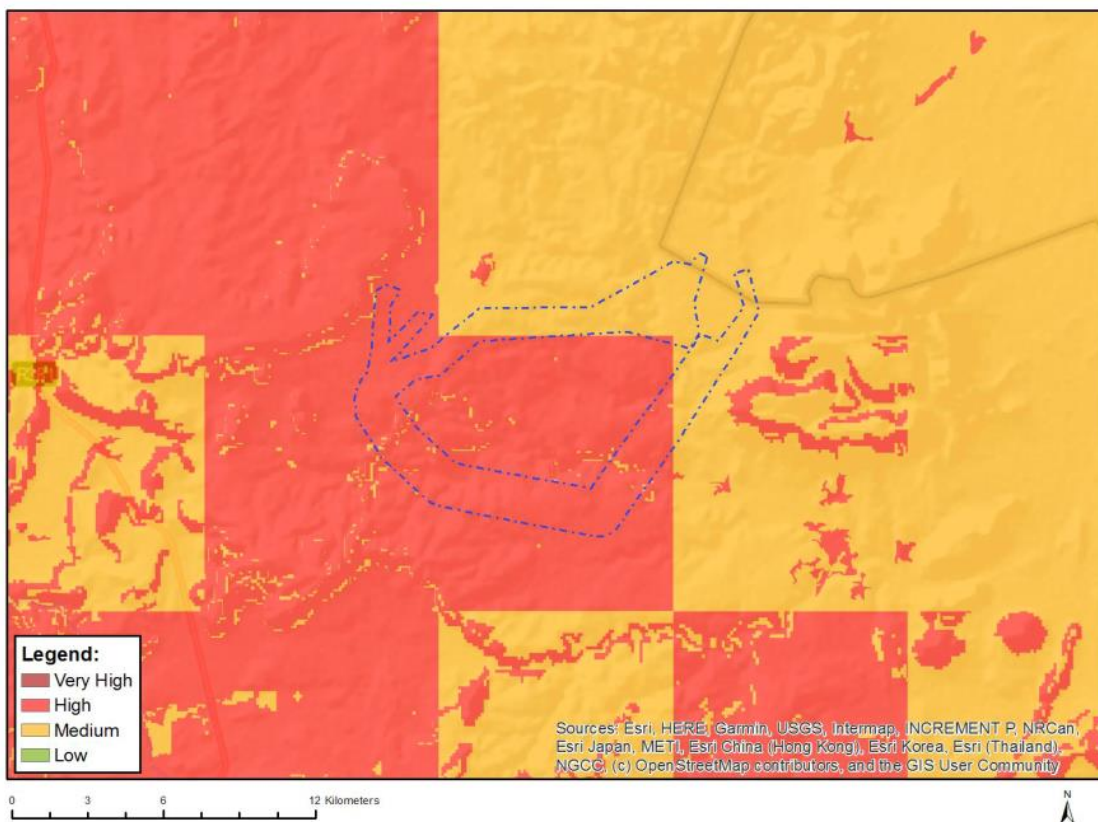 Legend:
Very High
High
Medium
Low
Sources: Esri, HERE, Garmin, USGS, Intermap, INCREMENT P, NRCan,
Esri Japan, METI, Esri China (Hong Kong), Esri Korea, Esri (Thailand),
NGCC, (c) OpenStreetMap contributors, and the GIS User Community
0 3 6 12 Kilometers
N